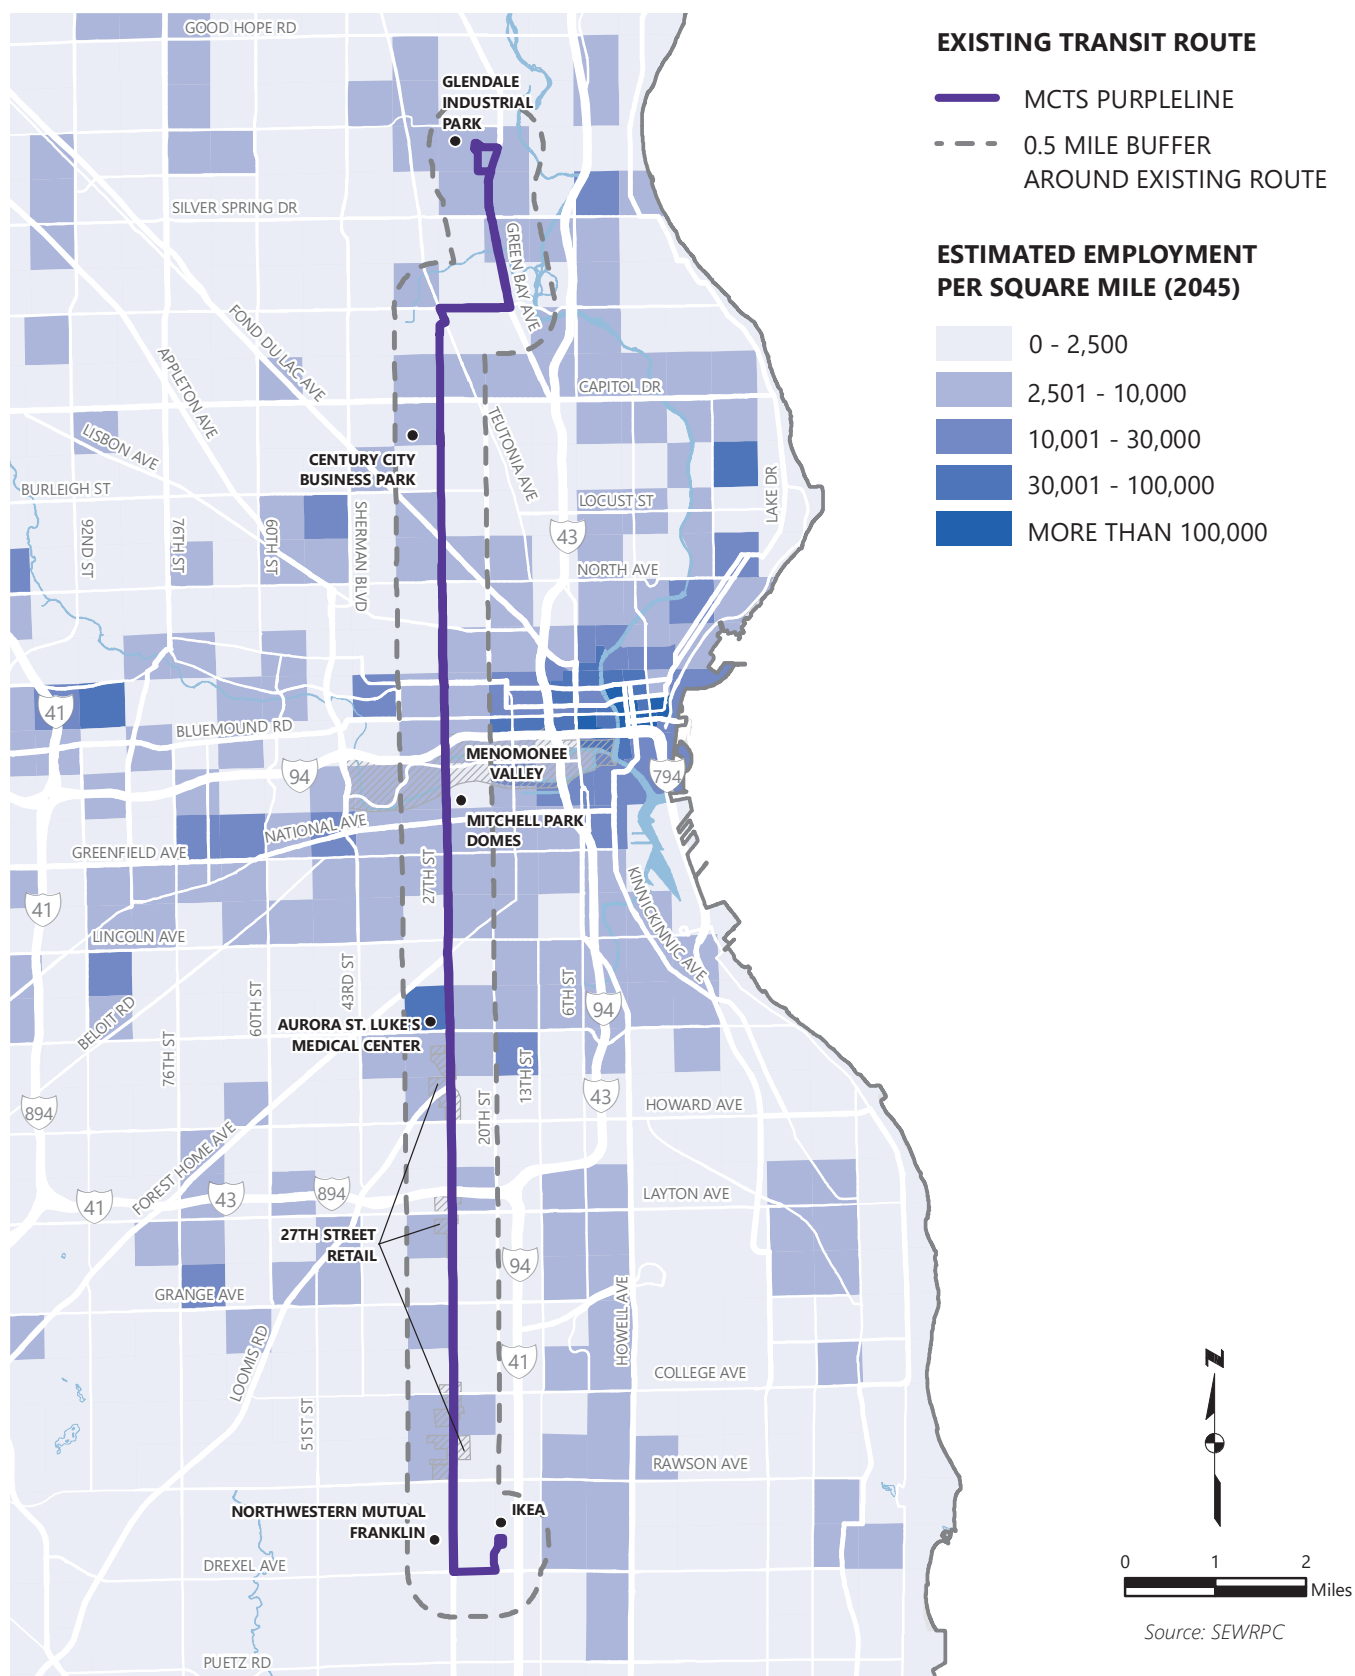 GOOD HOPE RD
GLENDALE
INDUSTRIAL
PARK
SILVER SPRING DR
GREEN BAY AVE
FOND DU LAC AVE
APPLETON AVE
CAPITOL DR
LISBON AVE
TEUTONIA AVE
CENTURY CITY
BUSINESS PARK
BURLEIGH ST
LOCUST ST
LAKE DR
92ND ST
76TH ST
60TH ST
SHERMAN BLVD
43
NORTH AVE
41
BLUEMOUND RD
94
MENOMONEE
VALLEY
794
MITCHELL PARK
DOMES
NATIONAL AVE
GREENFIELD AVE
27TH ST
KINNICKINNIC AVE
41
LINCOLN AVE
43RD ST
60TH ST
6TH ST
94
BELOIT RD
76TH ST
AURORA ST. LUKE'S
MEDICAL CENTER
13TH ST
20TH ST
894
43
HOWARD AVE
FOREST HOME AVE
41
43
894
LAYTON AVE
27TH STREET
RETAIL
94
GRANGE AVE
HOWELL AVE
LOOMIS RD
41
COLLEGE AVE
51ST ST
RAWSON AVE
NORTHWESTERN MUTUAL
FRANKLIN
IKEA
DREXEL AVE
PUETZ RD
EXISTING TRANSIT ROUTE
MCTS PURPLELINE
0.5 MILE BUFFER
AROUND EXISTING ROUTE
ESTIMATED EMPLOYMENT
PER SQUARE MILE (2045)
0 - 2,500
2,501 - 10,000
10,001 - 30,000
30,001 - 100,000
MORE THAN 100,000
N
0 1 2
Miles
Source: SEWRPC